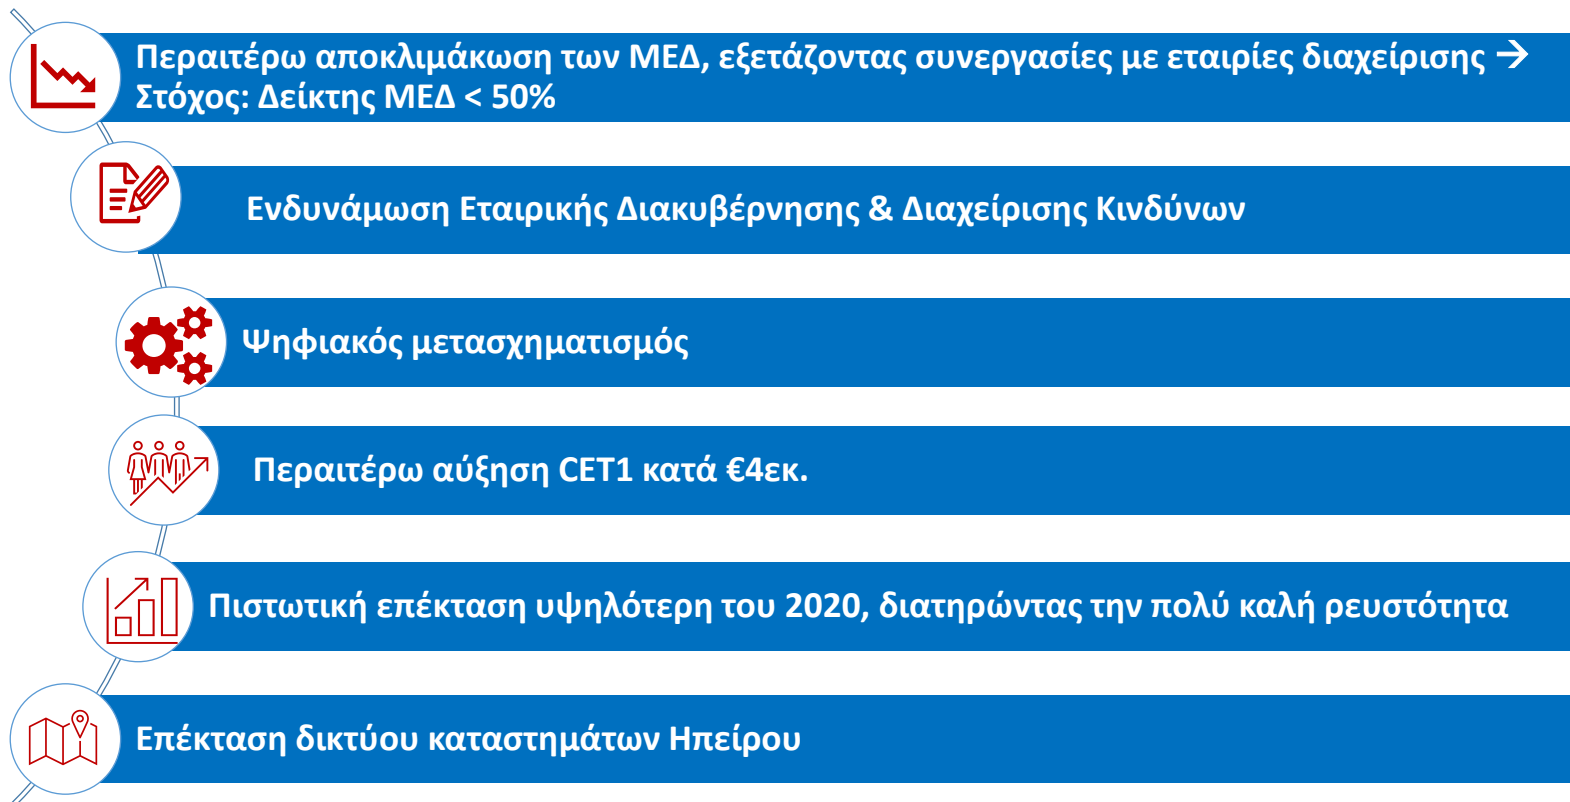 Περαιτέρω αποκλιμάκωση των ΜΕΔ, εξετάζοντας συνεργασίες με εταιρίες διαχείρισης →
Στόχος: Δείκτης ΜΕΔ < 50%
Ενδυνάμωση Εταιρικής Διακυβέρνησης & Διαχείρισης Κινδύνων
Ψηφιακός μετασχηματισμός
Περαιτέρω αύξηση CET1 κατά €4εκ.
Πιστωτική επέκταση υψηλότερη του 2020, διατηρώντας την πολύ καλή ρευστότητα
Επέκταση δικτύου καταστημάτων Ηπείρου